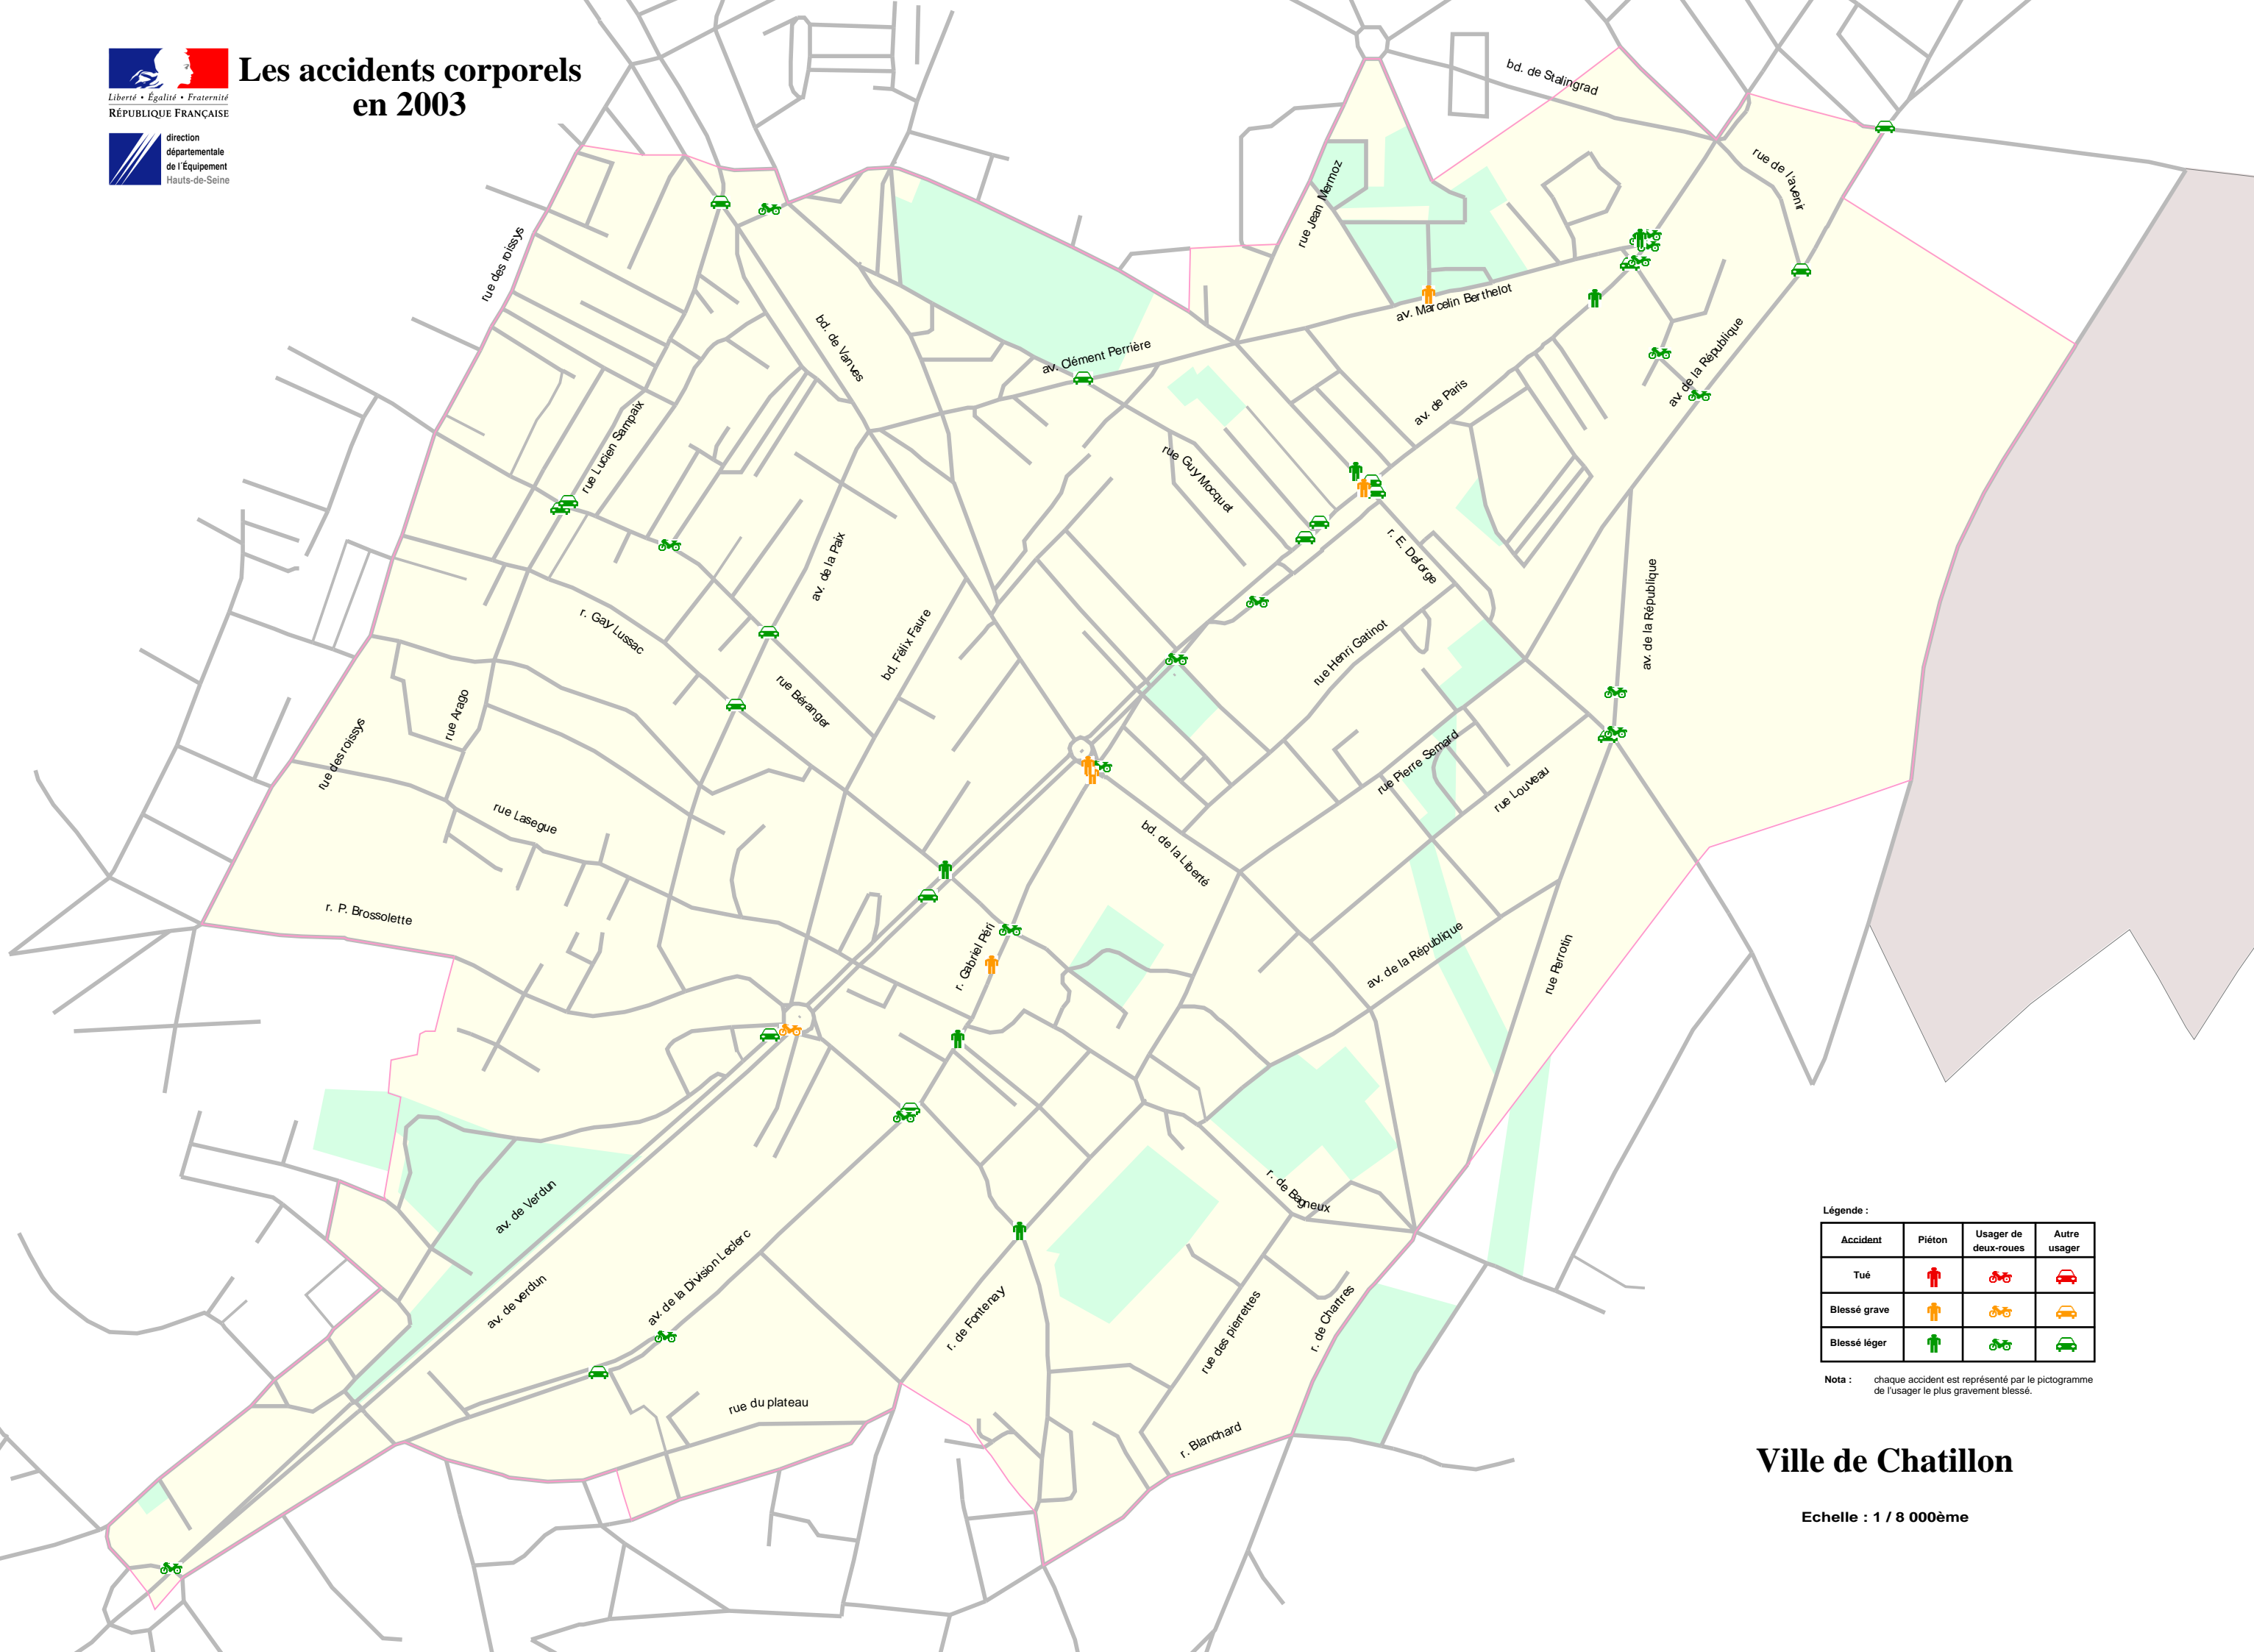 Les accidents corporels
en 2003
Liberté • Égalité • Fraternité
RÉPUBLIQUE FRANÇAISE
direction
départementale
de l'Équipement
Hauts-de-Seine
bd. de Stalingrad
rue de l'avenir
rue Jean Mermoz
rue des roissys
av. Marcelin Berthelot
bd. de Vanves
av. Clément Perrière
av. de la République
av. de Paris
rue Lucien Sampaix
rue Guy Mocquet
r. E. Deforge
av. de la Paix
av. de la République
r. Gay Lussac
bd. Félix Faure
rue Henri Gatinot
rue Béranger
rue Arago
rue des roissys
rue Pierre Semard
rue Louveau
rue Lasegue
bd. de la Liberté
r. P. Brossolette
r. Gabriel Péri
av. de la République
rue Perrotin
av. de Verdun
r. de Bagneux
av. de verdun
av. de la Division Leclerc
r. de Fontenay
rue des pierrettes
r. de Chartres
rue du plateau
r. Blanchard
Légende :
Accident Piéton Usager de deux-roues Autre usager
Tué
Blessé grave
Blessé léger
Nota : chaque accident est représenté par le pictogramme
de l'usager le plus gravement blessé.
Ville de Chatillon
Echelle : 1 / 8 000ème